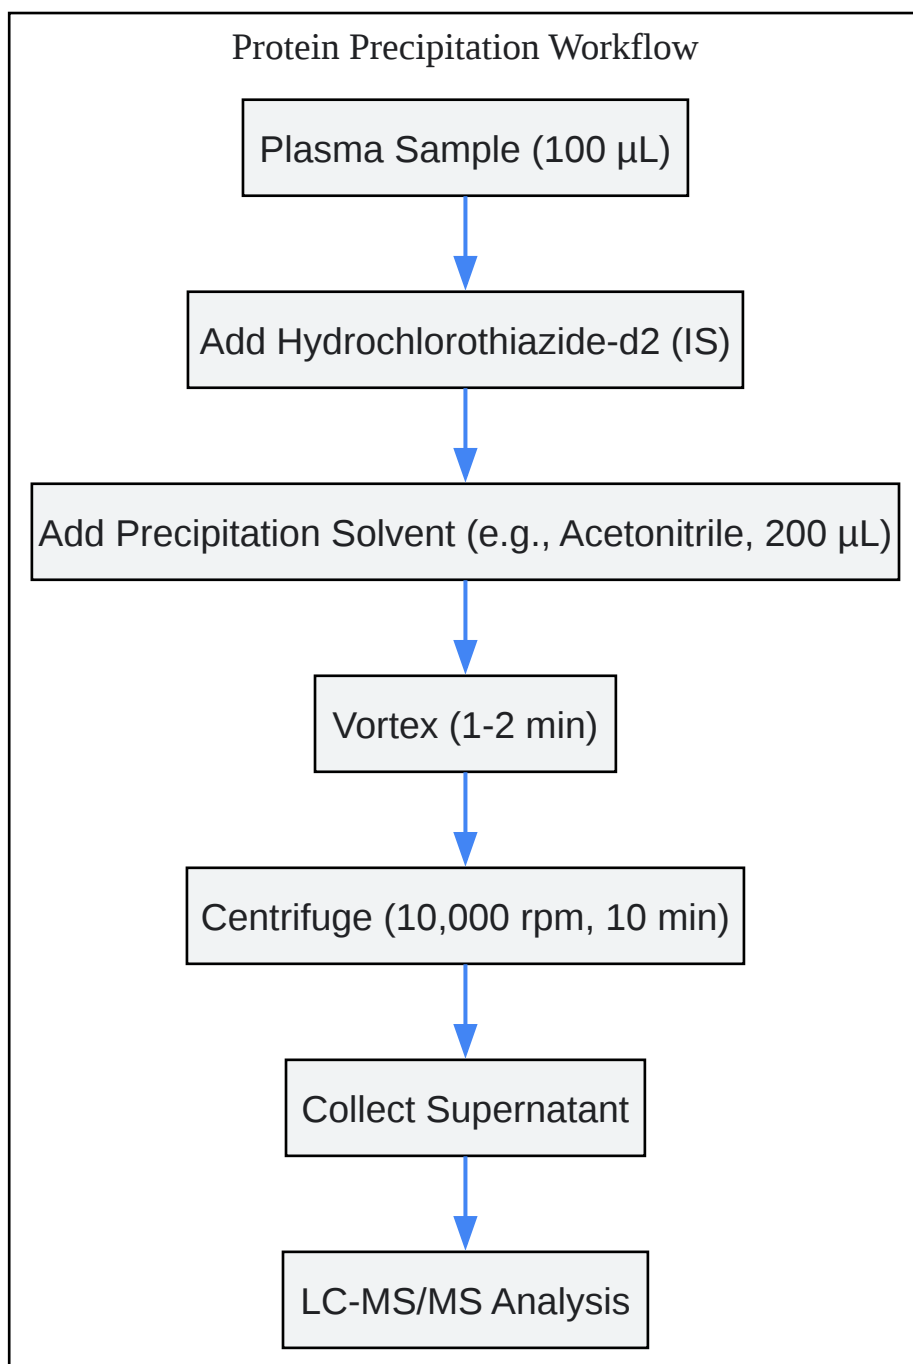 Protein Precipitation Workflow
Plasma Sample (100 µL)
Add Hydrochlorothiazide-d2 (IS)
Add Precipitation Solvent (e.g., Acetonitrile, 200 µL)
Vortex (1-2 min)
Centrifuge (10,000 rpm, 10 min)
Collect Supernatant
LC-MS/MS Analysis